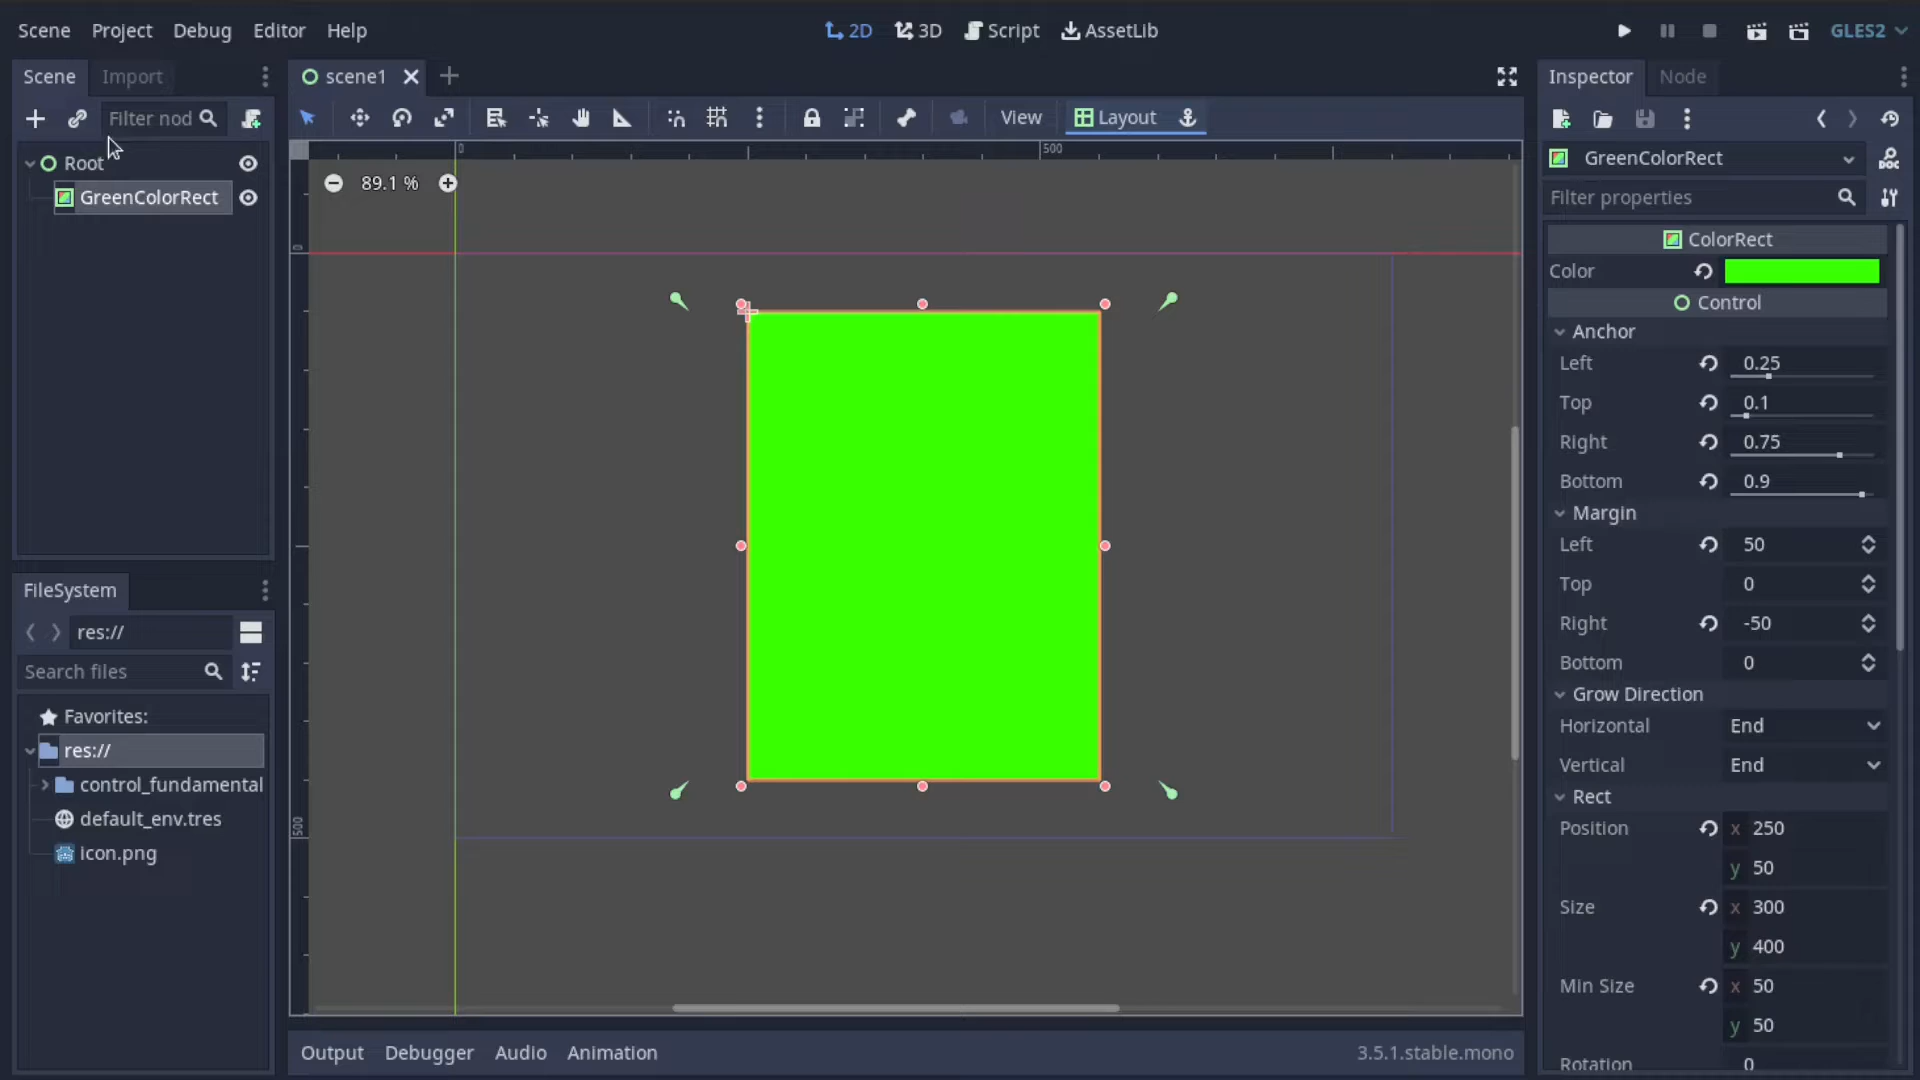 Scene Project Editor Debug Editor Help
2D 3D Script AssetLib
GLES2
Scene Import
Filter nod
Root
GreenColorRect
FileSystem
res://
Search files
Favorites:
res://
control_fundamental
default_env.tres
icon.png
scene1
View Layout
0 500
89.1 %
0
500
Output Debugger Audio Animation 3.5.1.stable.mono
Inspector Node
GreenColorRect
DOC
Filter properties
ColorRect
Color
Control
Anchor
Left 0.25
Top 0.1
Right 0.75
Bottom 0.9
Margin
Left 50
Top 0
Right -50
Bottom 0
Grow Direction
Horizontal End
Vertical End
Rect
Position x 250
y 50
Size x 300
y 400
Min Size x 50
y 50
Rotation 0